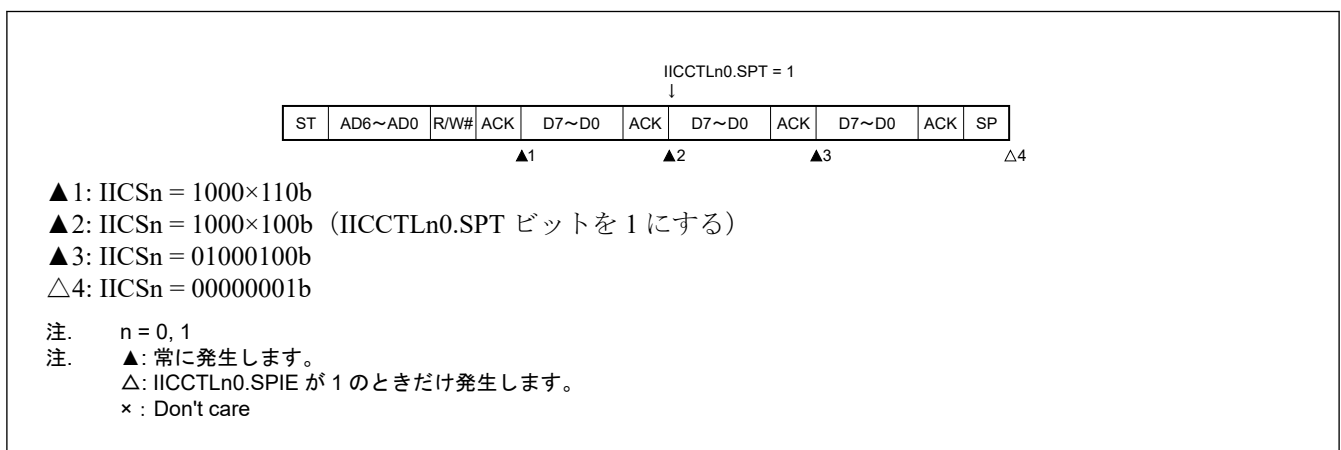 IICCTLn0.SPT = 1
↓
ST AD6～AD0 R/W# ACK D7～D0 ACK D7～D0 ACK D7～D0 ACK SP
▲1 ▲2 ▲3 △4
▲1: IICSn = 1000×110b
▲2: IICSn = 1000×100b（IICCTLn0.SPT ビットを 1 にする）
▲3: IICSn = 01000100b
△4: IICSn = 00000001b
注. n = 0, 1
注. ▲: 常に発生します。
△: IICCTLn0.SPIE が 1 のときだけ発生します。
×：Don't care